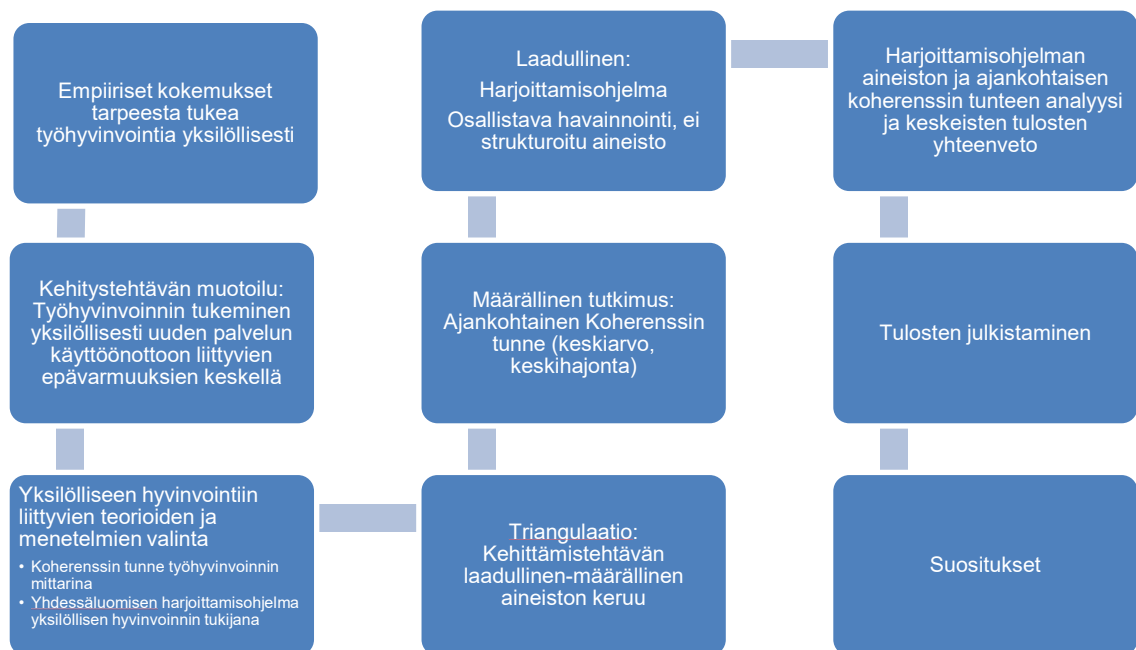 Empiiriset kokemukset
tarpeesta tukea
työhyvinvointia yksilöllisesti
Kehitystehtävän muotoilu:
Työhyvinvoinnin tukeminen
yksilöllisesti uuden palvelun
käyttöönottoon liittyvien
epävarmuuksien keskellä
Yksilölliseen hyvinvointiin
liittyvien teorioiden ja
menetelmien valinta
• Koherenssin tunne työhyvinvoinnin
mittarina
• Yhdessäluomisen harjoittamisohjelma
yksilöllisen hyvinvoinnin tukijana
Triangulaatio:
Kehittämistehtävän
laadullinen-määrällinen
aineiston keruu
Määrällinen tutkimus:
Ajankohtainen Koherenssin
tunne (keskiarvo,
keskihajonta)
Laadullinen:
Harjoittamisohjelma
Osallistava havainnointi, ei
strukturoitu aineisto
Harjoittamisohjelman
aineiston ja ajankohtaisen
koherenssin tunteen analyysi
ja keskeisten tulosten
yhteenveto
Tulosten julkistaminen
Suositukset